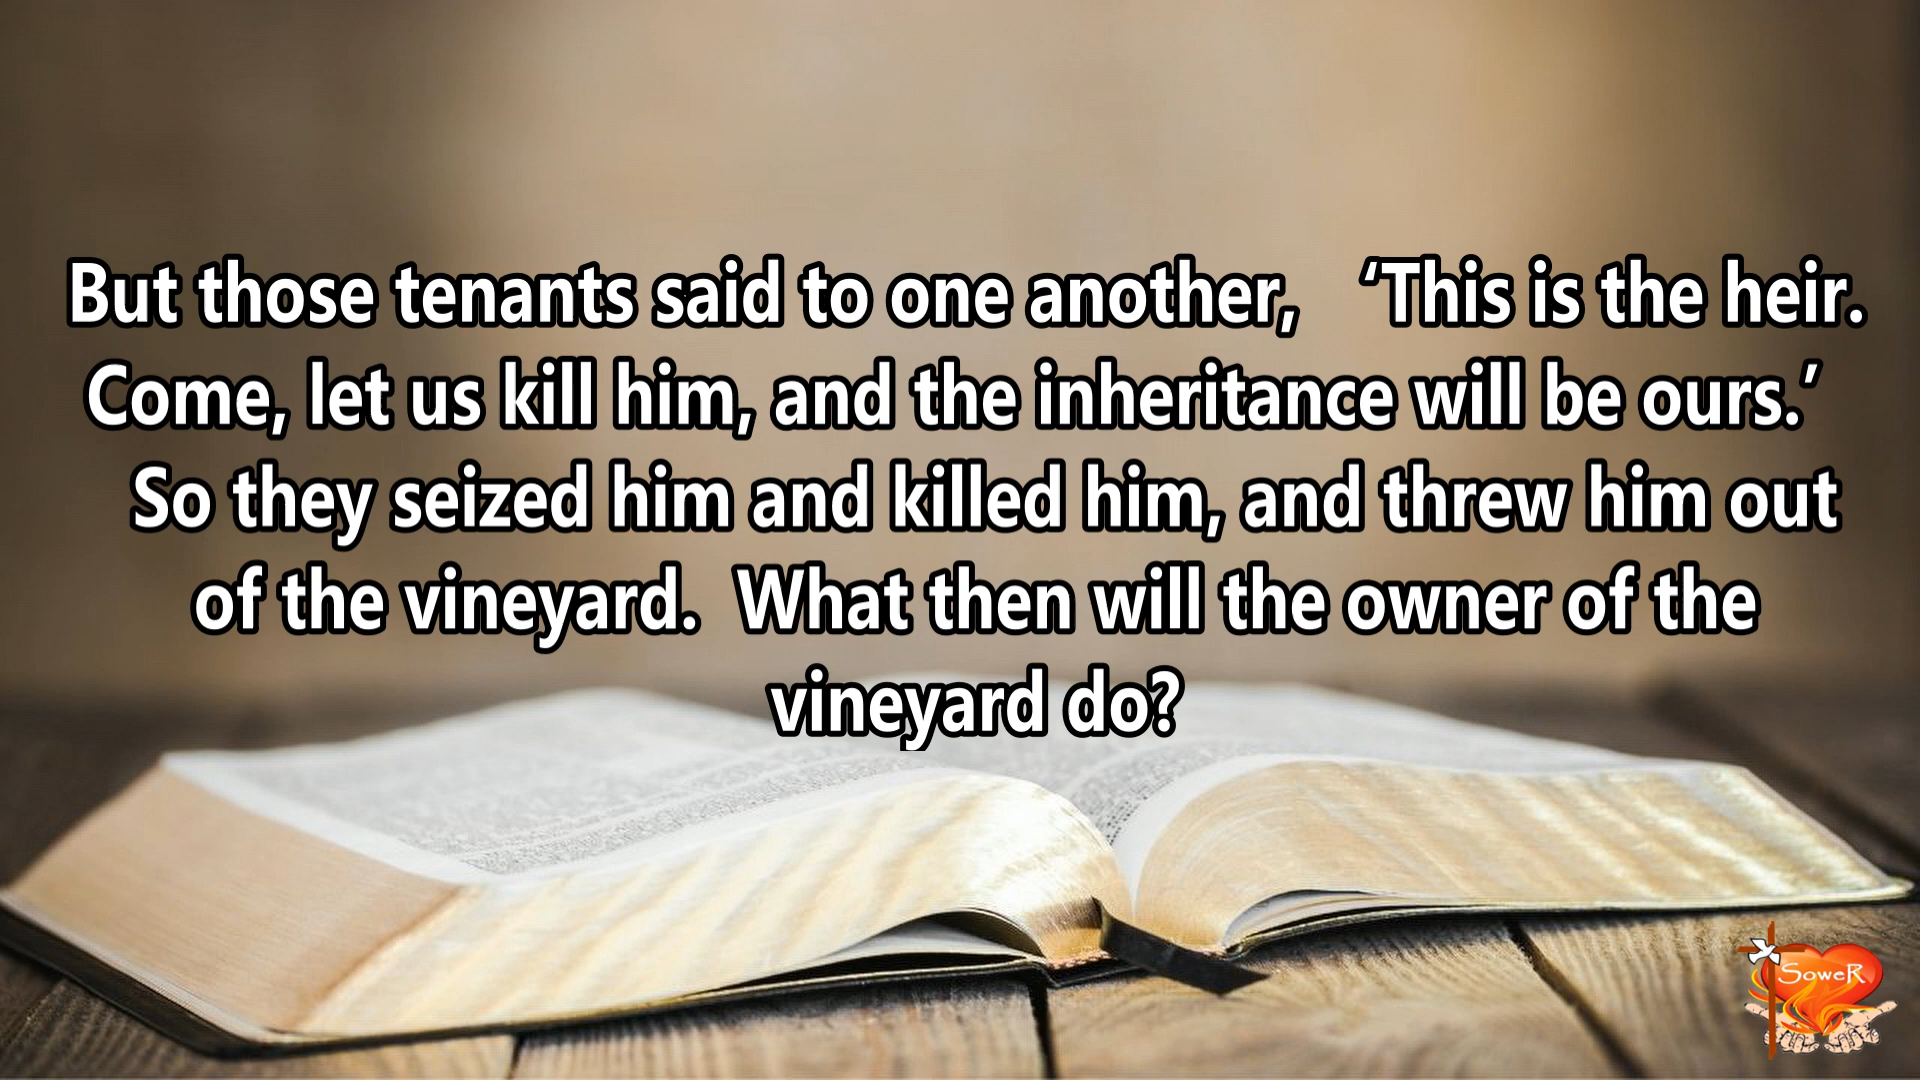 But those tenants said to one another, ‘This is the heir.
Come, let us kill him, and the inheritance will be ours.’
So they seized him and killed him, and threw him out
of the vineyard. What then will the owner of the
vineyard do?
SoweR